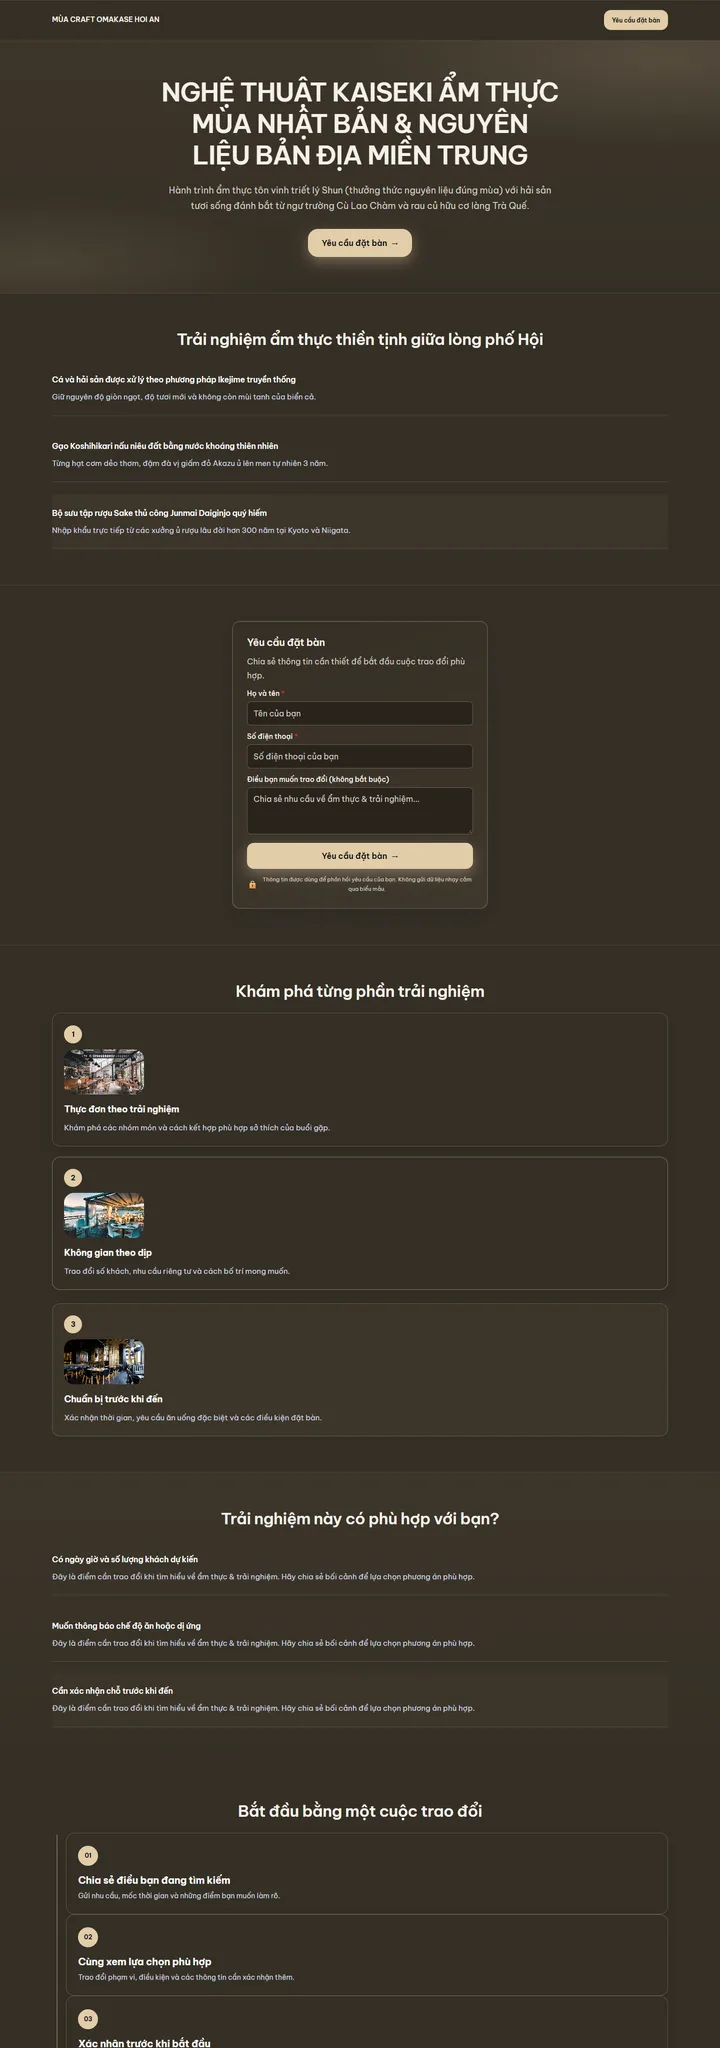 MÙA CRAFT OMAKASE HOI AN
Yêu cầu đặt bàn
NGHỆ THUẬT KAISEKI ẨM THỰC
MÙA NHẬT BẢN & NGUYÊN
LIỆU BẢN ĐỊA MIỀN TRUNG
Hành trình ẩm thực tôn vinh triết lý Shun (thưởng thức nguyên liệu đúng mùa) với hải sản
tươi sống đánh bắt từ ngư trường Cù Lao Chàm và rau củ hữu cơ làng Trà Quế.
Yêu cầu đặt bàn →
Trải nghiệm ẩm thực thiền tịnh giữa lòng phố Hội
Cá và hải sản được xử lý theo phương pháp Ikejime truyền thống
Giữ nguyên độ giòn ngọt, độ tươi mới và không còn mùi tanh của biển cả.
Gạo Koshihikari nấu niêu đất bằng nước khoáng thiên nhiên
Từng hạt cơm dẻo thơm, đậm đà vị giấm đỏ Akazu ủ lên men tự nhiên 3 năm.
Bộ sưu tập rượu Sake thủ công Junmai Daiginjo quý hiếm
Nhập khẩu trực tiếp từ các xưởng ủ rượu lâu đời hơn 300 năm tại Kyoto và Niigata.
Yêu cầu đặt bàn
Chia sẻ thông tin cần thiết để bắt đầu cuộc trao đổi phù
hợp.
Họ và tên *
Tên của bạn
Số điện thoại *
Số điện thoại của bạn
Điều bạn muốn trao đổi (không bắt buộc)
Chia sẻ nhu cầu về ẩm thực & trải nghiệm...
Yêu cầu đặt bàn →
Thông tin được dùng để phản hồi yêu cầu của bạn. Không gửi dữ liệu nhạy cảm
qua biểu mẫu.
Khám phá từng phần trải nghiệm
1
Thực đơn theo trải nghiệm
Khám phá các nhóm món và cách kết hợp phù hợp sở thích của buổi gặp.
2
Không gian theo dịp
Trao đổi số khách, nhu cầu riêng tư và cách bố trí mong muốn.
3
Chuẩn bị trước khi đến
Xác nhận thời gian, yêu cầu ăn uống đặc biệt và các điều kiện đặt bàn.
Trải nghiệm này có phù hợp với bạn?
Có ngày giờ và số lượng khách dự kiến
Đây là điểm cần trao đổi khi tìm hiểu về ẩm thực & trải nghiệm. Hãy chia sẻ bối cảnh để lựa chọn phương án phù hợp.
Muốn thông báo chế độ ăn hoặc dị ứng
Đây là điểm cần trao đổi khi tìm hiểu về ẩm thực & trải nghiệm. Hãy chia sẻ bối cảnh để lựa chọn phương án phù hợp.
Cần xác nhận chỗ trước khi đến
Đây là điểm cần trao đổi khi tìm hiểu về ẩm thực & trải nghiệm. Hãy chia sẻ bối cảnh để lựa chọn phương án phù hợp.
Bắt đầu bằng một cuộc trao đổi
01
Chia sẻ điều bạn đang tìm kiếm
Gửi nhu cầu, mốc thời gian và những điểm bạn muốn làm rõ.
02
Cùng xem lựa chọn phù hợp
Trao đổi phạm vi, điều kiện và các thông tin cần xác nhận thêm.
03
Xác nhận trước khi bắt đầu